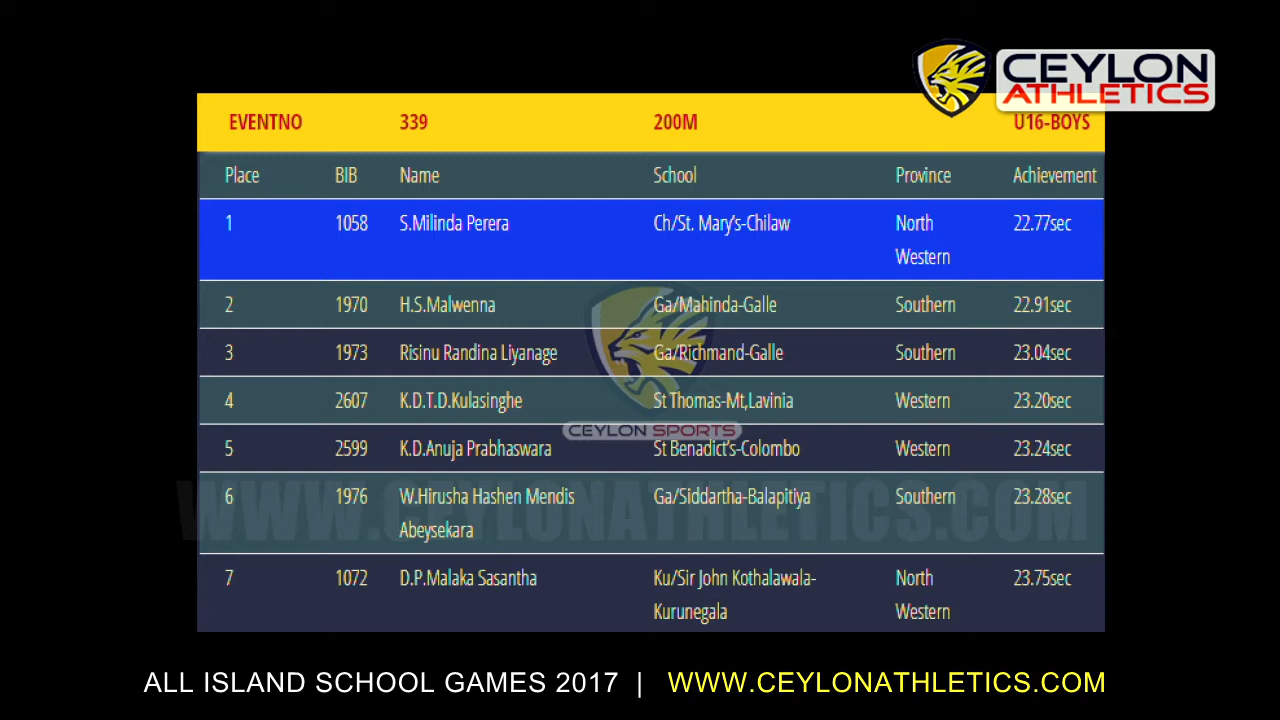 CEYLON
ATHLETICS
EVENTNO 339 200M U16-BOYS
Place BIB Name School Province Achievement
1 1058 S.Milinda Perera Ch/St. Mary's-Chilaw North 22.77sec
Western
2 1970 H.S.Malwenna Ga/Mahinda-Galle Southern 22.91sec
3 1973 Risinu Randina Liyanage Ga/Richmand-Galle Southern 23.04sec
4 2607 K.D.T.D.Kulasinghe St Thomas-Mt,Lavinia Western 23.20sec
CEYLON SPORTS
5 2599 K.D.Anuja Prabhaswara St Benadict's-Colombo Western 23.24sec
6 1976 W.Hirusha Hashen Mendis Ga/Siddartha-Balapitiya Southern 23.28sec
WWW.CEYLONATHLETICS.COM
Abeysekara
7 1072 D.P.Malaka Sasantha Ku/Sir John Kothalawala- North 23.75sec
Kurunegala Western
ALL ISLAND SCHOOL GAMES 2017 | WWW.CEYLONATHLETICS.COM